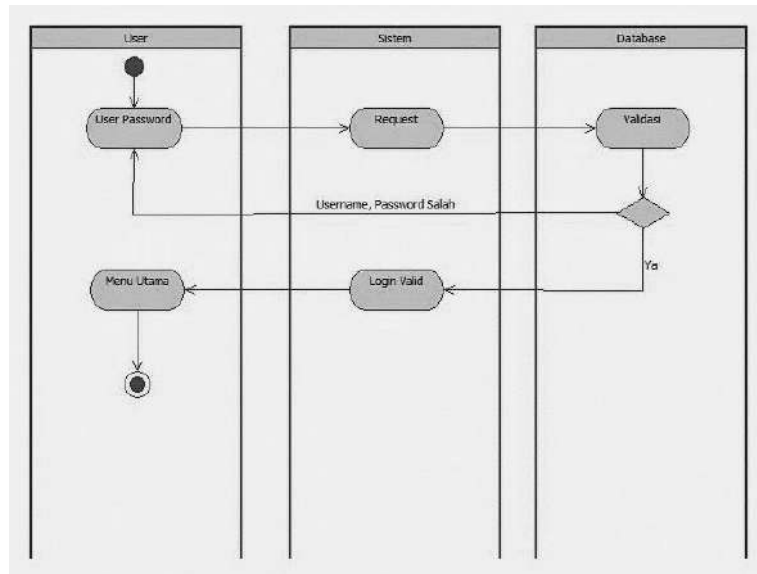 User
Sistem
Database
User Password
Request
Validasi
Username, Password Salah
Ya
Menu Utama
Login Valid